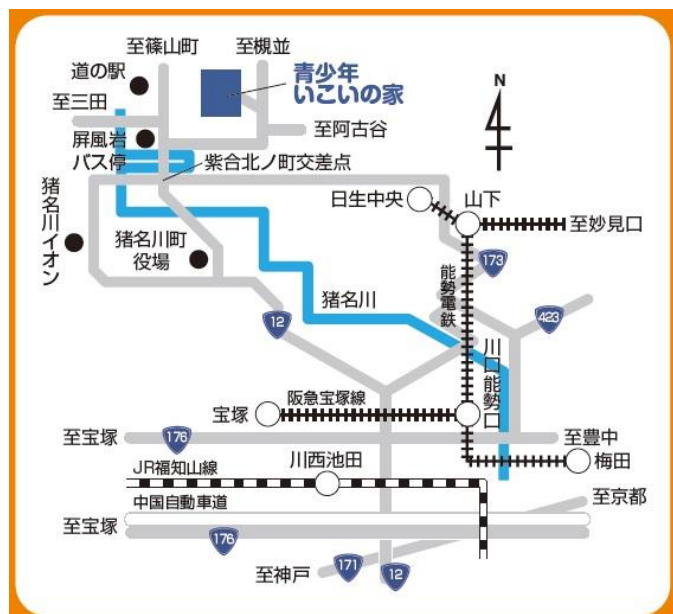 至篠山町
至槻並
道の駅
青少年
いこいの家
N
至三田
屏風岩
バス停
至阿古谷
紫合北ノ町交差点
日生中央
山下
至妙見口
猪名川イオン
猪名川町
役場
猪名川
能勢電鉄
173
12
423
川口能勢口
阪急宝塚線
宝塚
至宝塚
176
至豊中
JR福知山線
川西池田
梅田
中国自動車道
至京都
至宝塚
176
171
至神戸
12